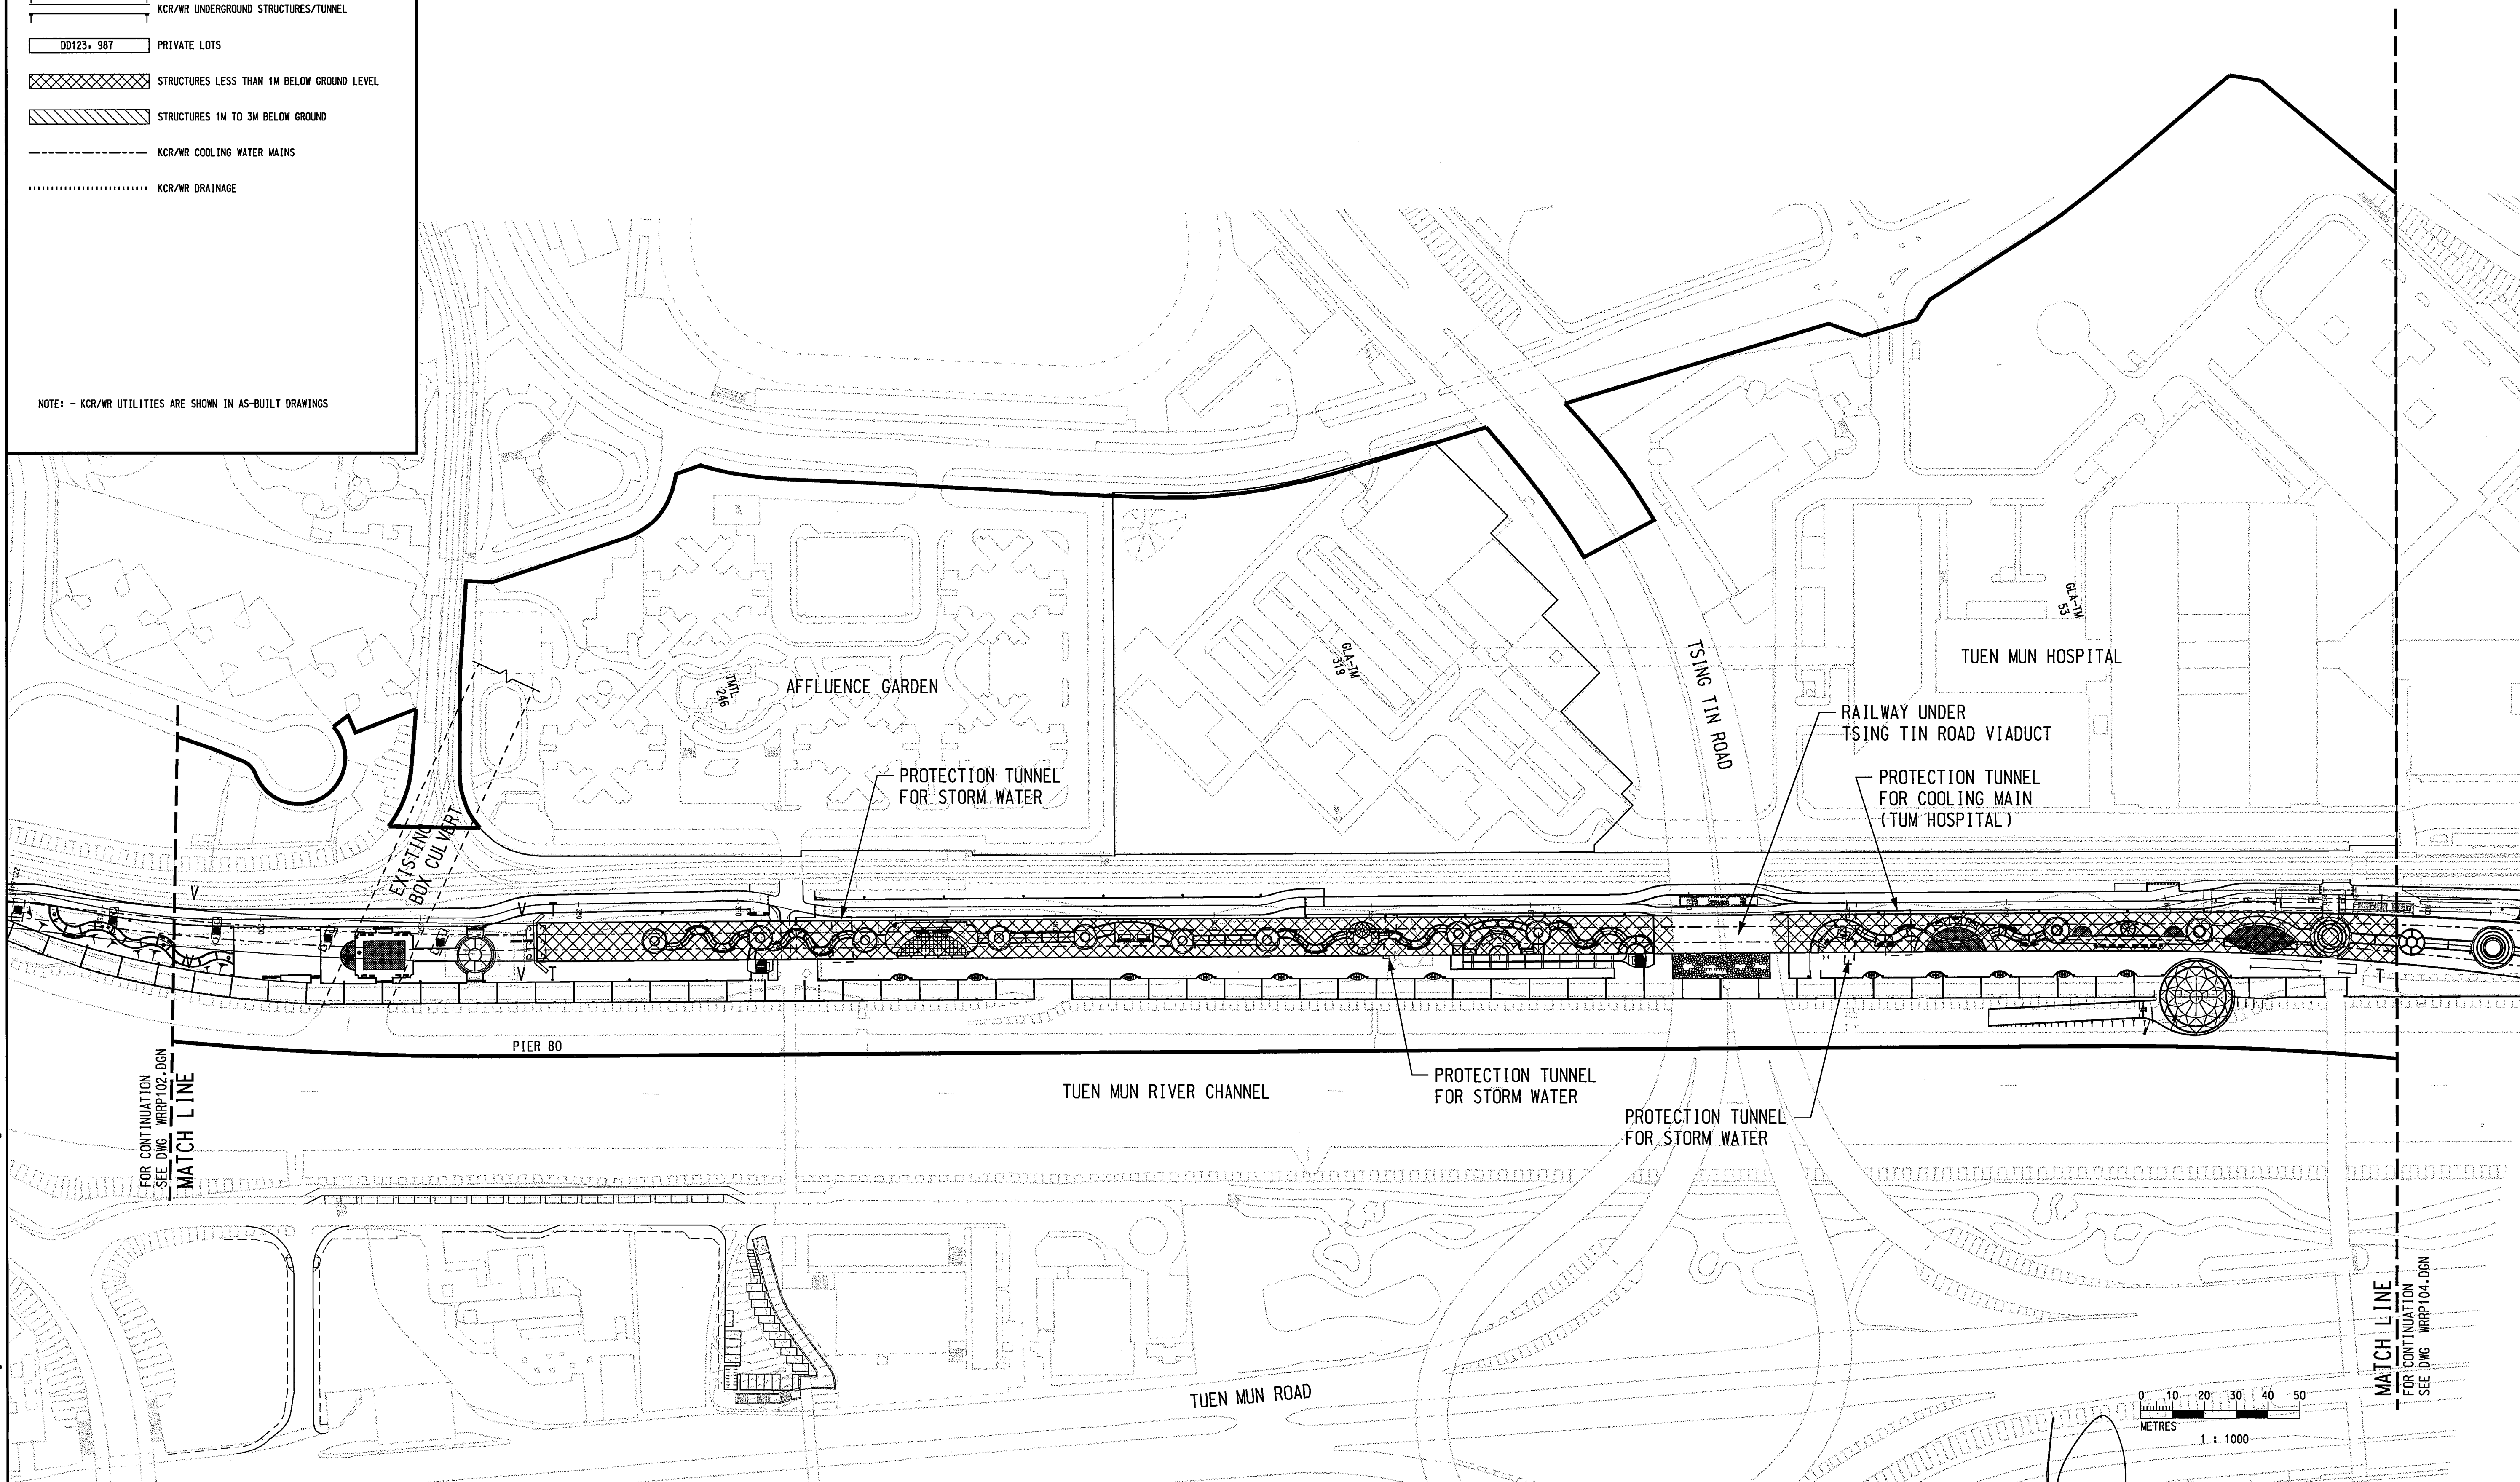 KCR/WR UNDERGROUND STRUCTURES/TUNNEL
DD123, 987
PRIVATE LOTS
STRUCTURES LESS THAN 1M BELOW GROUND LEVEL
STRUCTURES 1M TO 3M BELOW GROUND
KCR/WR COOLING WATER MAINS
KCR/WR DRAINAGE
NOTE: - KCR/WR UTILITIES ARE SHOWN IN AS-BUILT DRAWINGS
GLA-TM
53
TUEN MUN HOSPITAL
GLA-TM
319
TMTL
246
AFFLUENCE GARDEN
TSING TIN ROAD
RAILWAY UNDER
TSING TIN ROAD VIADUCT
PROTECTION TUNNEL
FOR STORM WATER
PROTECTION TUNNEL
FOR COOLING MAIN
(TUM HOSPITAL)
EXISTING
BOX CULVERT
V
V
T
V
T
T
PIER 80
TUEN MUN RIVER CHANNEL
PROTECTION TUNNEL
FOR STORM WATER
PROTECTION TUNNEL
FOR STORM WATER
FOR CONTINUATION
SEE DWG WRRP102.DGN
MATCH LINE
TUEN MUN ROAD
MATCH LINE
FOR CONTINUATION
SEE DWG WRRP104.DGN
0 10 20 30 40 50
METRES
1 : 1000